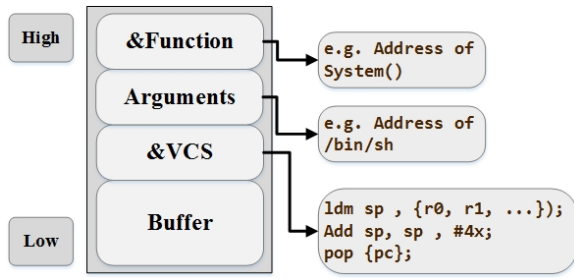 High
&Function
Arguments
&VCS
Buffer
Low
e.g. Address of
System()
e.g. Address of
/bin/sh
ldm sp , {r0, r1, ...});
Add sp, sp , #4x;
pop {pc};